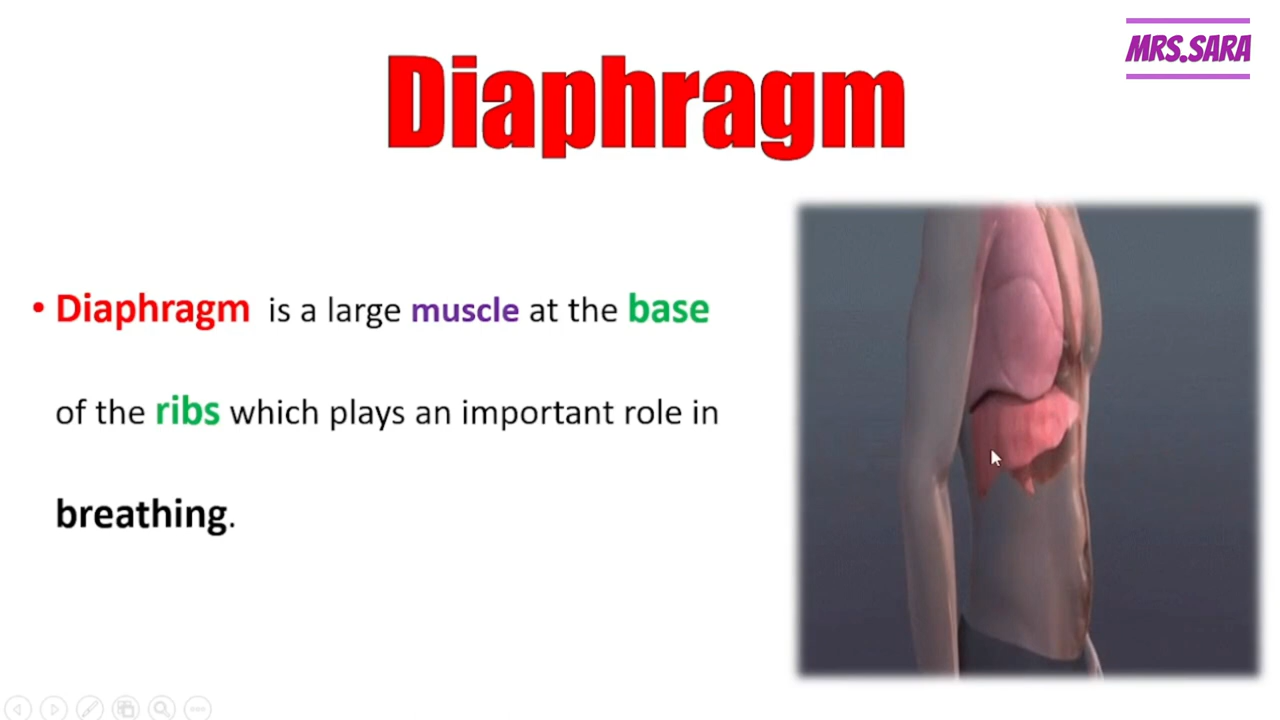 MRS.SARA
Diaphragm
• Diaphragm is a large muscle at the base
of the ribs which plays an important role in
breathing.